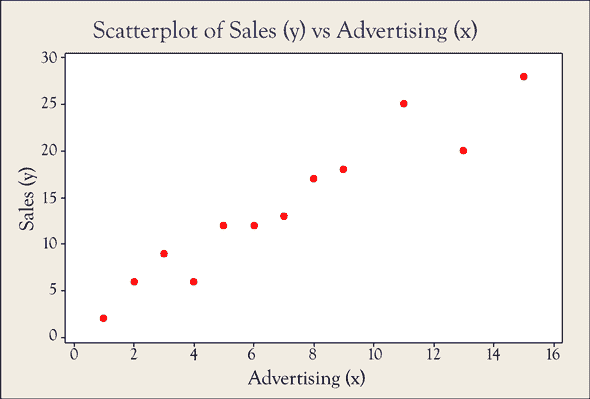 Scatterplot of Sales (y) vs Advertising (x)
30
25
20
15
10
5
0
Sales (y)
0 2 4 6 8 10 12 14 16
Advertising (x)